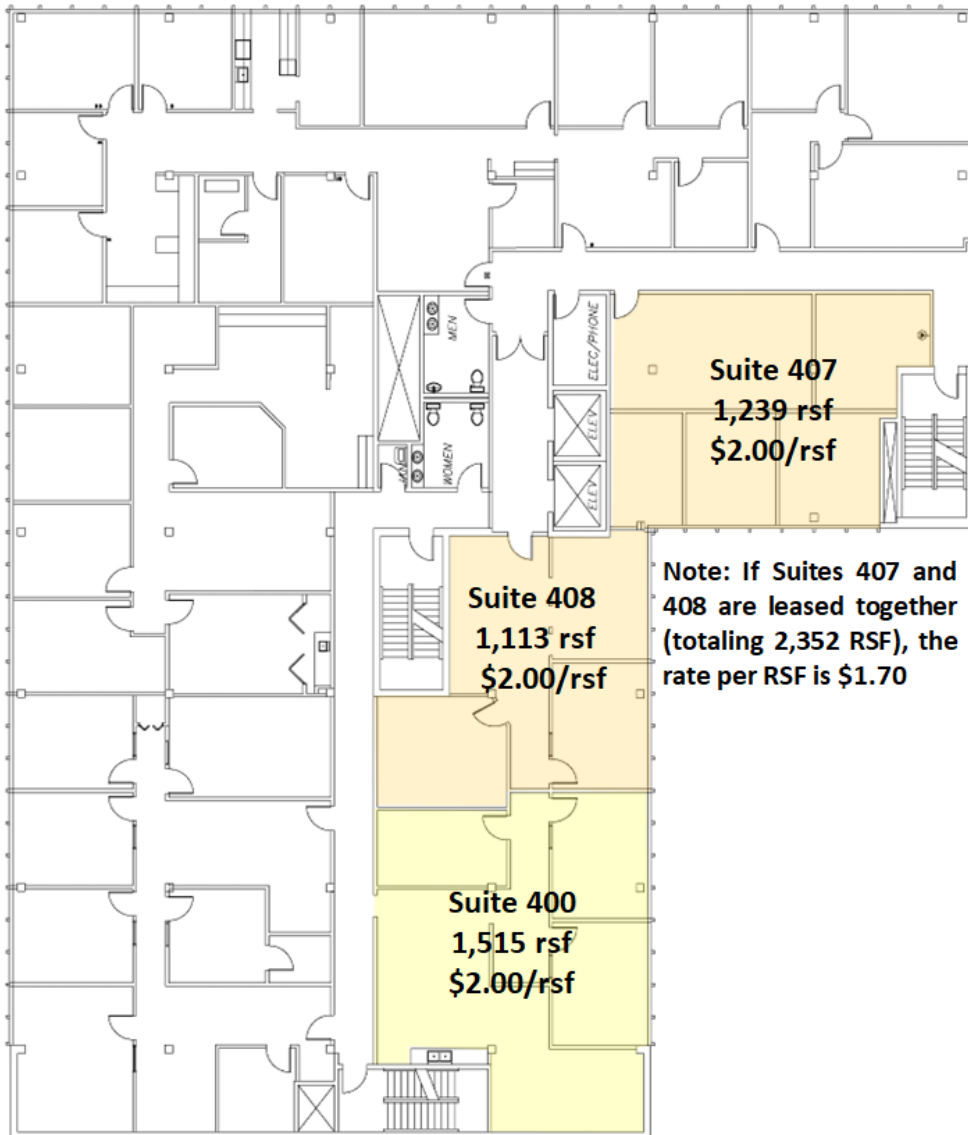 MEN
ELEC/PHONE
Suite 407
1,239 rsf
$2.00/rsf
ELEV
WOMEN
JAN
ELEV
Suite 408
1,113 rsf
$2.00/rsf
Note: If Suites 407 and
408 are leased together
(totaling 2,352 RSF), the
rate per RSF is $1.70
Suite 400
1,515 rsf
$2.00/rsf